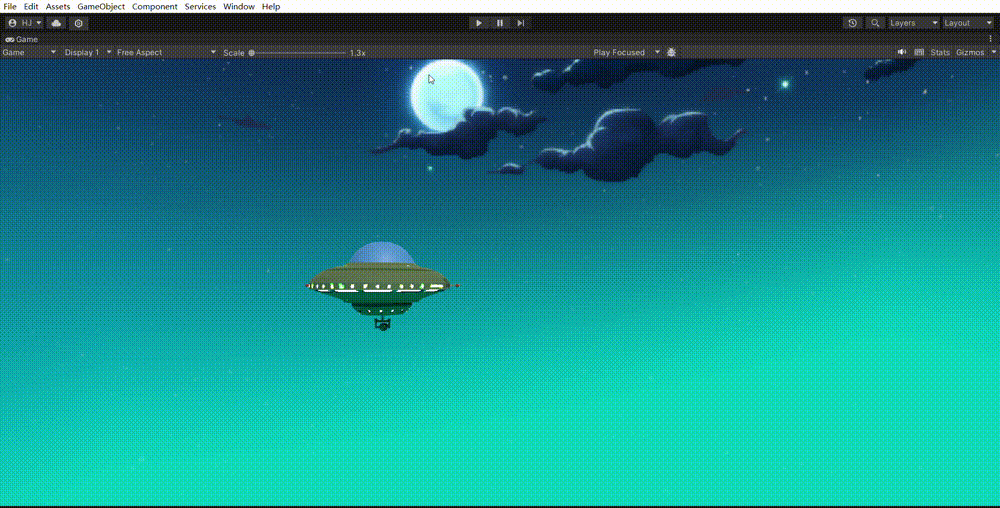 File Edit Assets GameObject Component Services Window Help
HJ Layers Layout
Game
Game Display 1 Free Aspect Scale 1.3x Play Focused Stats Gizmos